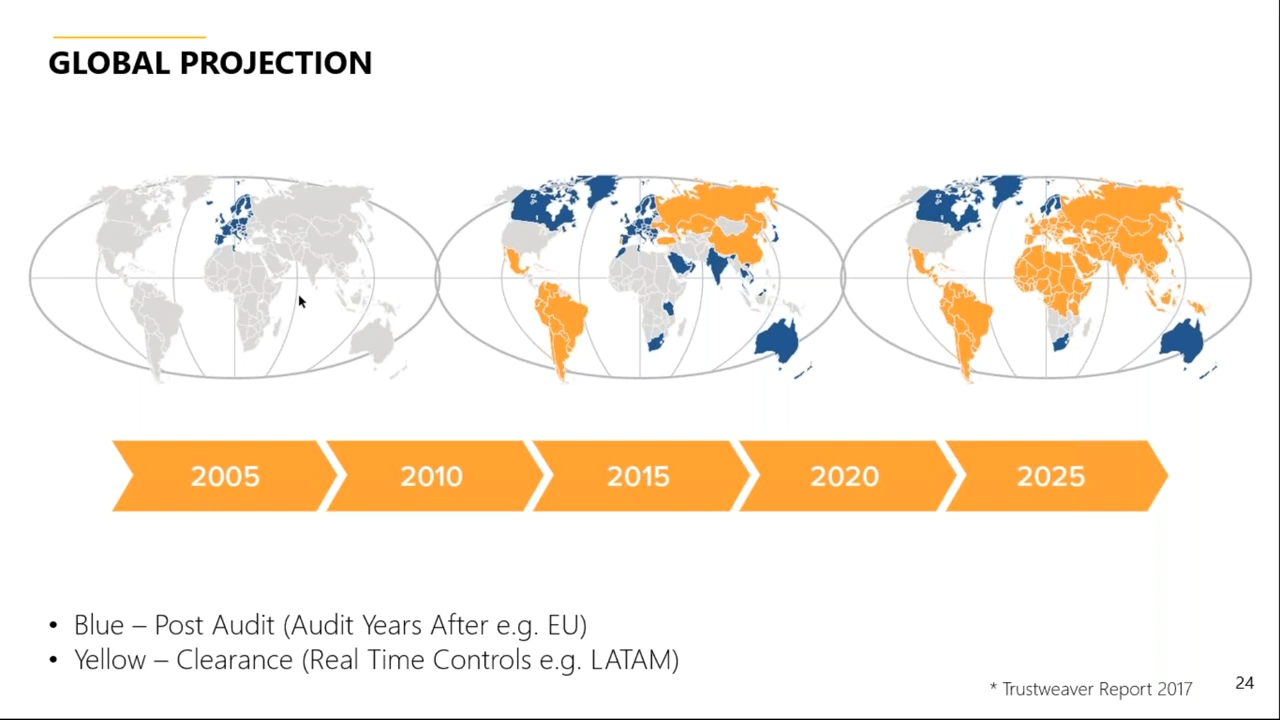 GLOBAL PROJECTION
2005
2010
2015
2020
2025
• Blue – Post Audit (Audit Years After e.g. EU)
• Yellow – Clearance (Real Time Controls e.g. LATAM)
* Trustweaver Report 2017
24